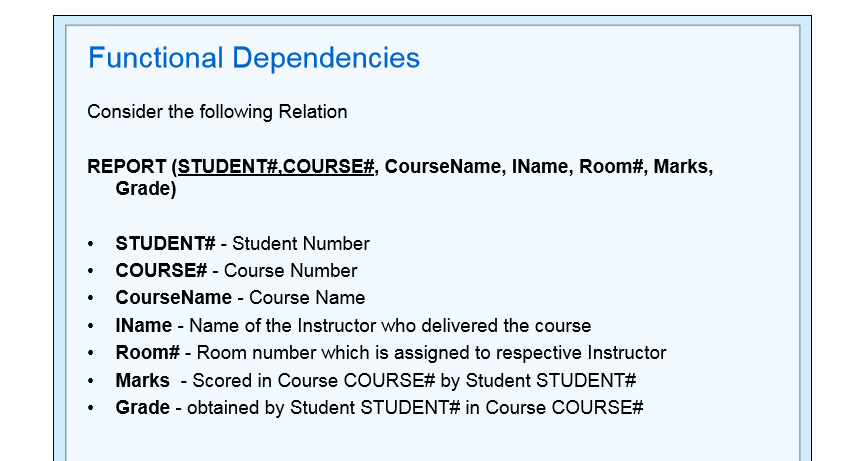 Functional Dependencies
Consider the following Relation
REPORT (STUDENT#,COURSE#, CourseName, IName, Room#, Marks,
Grade)
• STUDENT# - Student Number
• COURSE# - Course Number
• CourseName - Course Name
• IName - Name of the Instructor who delivered the course
• Room# - Room number which is assigned to respective Instructor
• Marks - Scored in Course COURSE# by Student STUDENT#
• Grade - obtained by Student STUDENT# in Course COURSE#